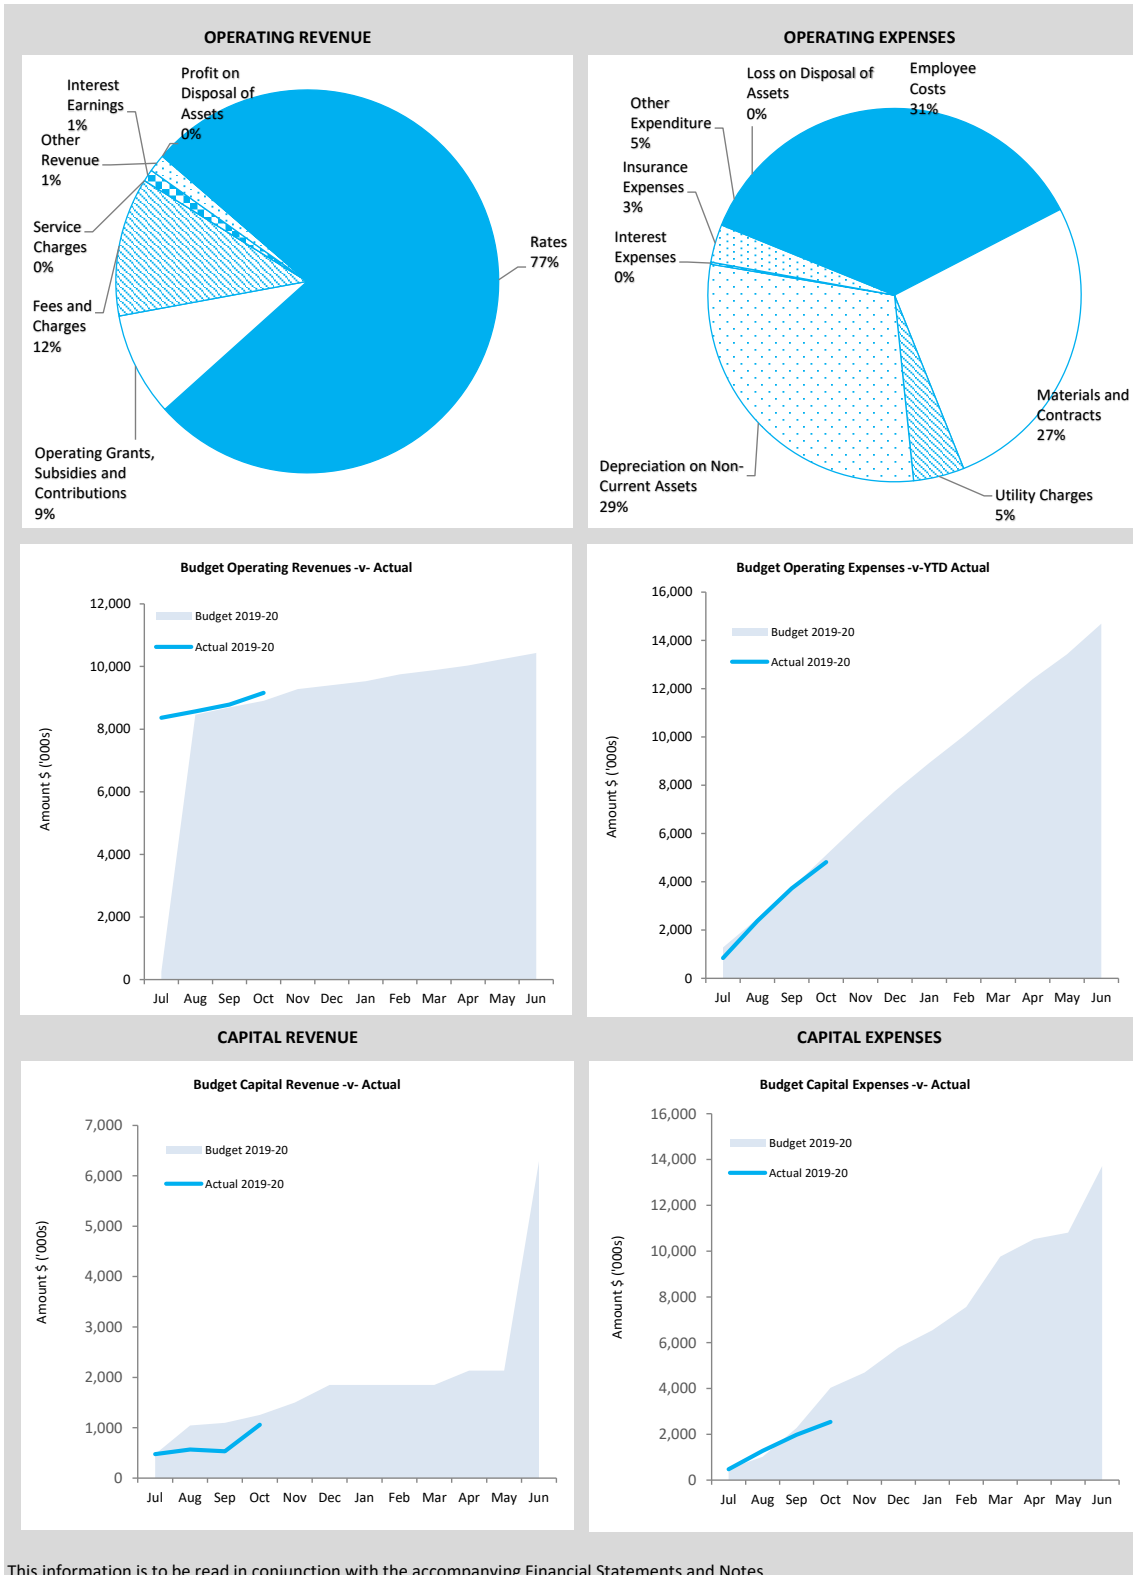 OPERATING REVENUE
Profit on
Disposal of
Assets
0%
Interest
Earnings
1%
Other
Revenue
1%
Service
Charges
0%
Fees and
Charges
12%
Operating Grants,
Subsidies and
Contributions
9%
Rates
77%
OPERATING EXPENSES
Loss on Disposal of
Assets
0%
Employee
Costs
31%
Other
Expenditure
5%
Insurance
Expenses
3%
Interest
Expenses
0%
Depreciation on Non-
Current Assets
29%
Materials and
Contracts
27%
Utility Charges
5%
Budget Operating Revenues -v- Actual
12,000
10,000
8,000
6,000
4,000
2,000
0
Amount $ ('000s)
Budget 2019-20
Actual 2019-20
Jul Aug Sep Oct Nov Dec Jan Feb Mar Apr May Jun
Budget Operating Expenses -v-YTD Actual
16,000
14,000
12,000
10,000
8,000
6,000
4,000
2,000
0
Amount $ ('000s)
Budget 2019-20
Actual 2019-20
Jul Aug Sep Oct Nov Dec Jan Feb Mar Apr May Jun
CAPITAL REVENUE
Budget Capital Revenue -v- Actual
7,000
6,000
5,000
4,000
3,000
2,000
1,000
0
Amount $ ('000s)
Budget 2019-20
Actual 2019-20
Jul Aug Sep Oct Nov Dec Jan Feb Mar Apr May Jun
CAPITAL EXPENSES
Budget Capital Expenses -v- Actual
16,000
14,000
12,000
10,000
8,000
6,000
4,000
2,000
0
Amount $ ('000s)
Budget 2019-20
Actual 2019-20
Jul Aug Sep Oct Nov Dec Jan Feb Mar Apr May Jun
This information is to be read in conjunction with the accompanying Financial Statements and Notes.